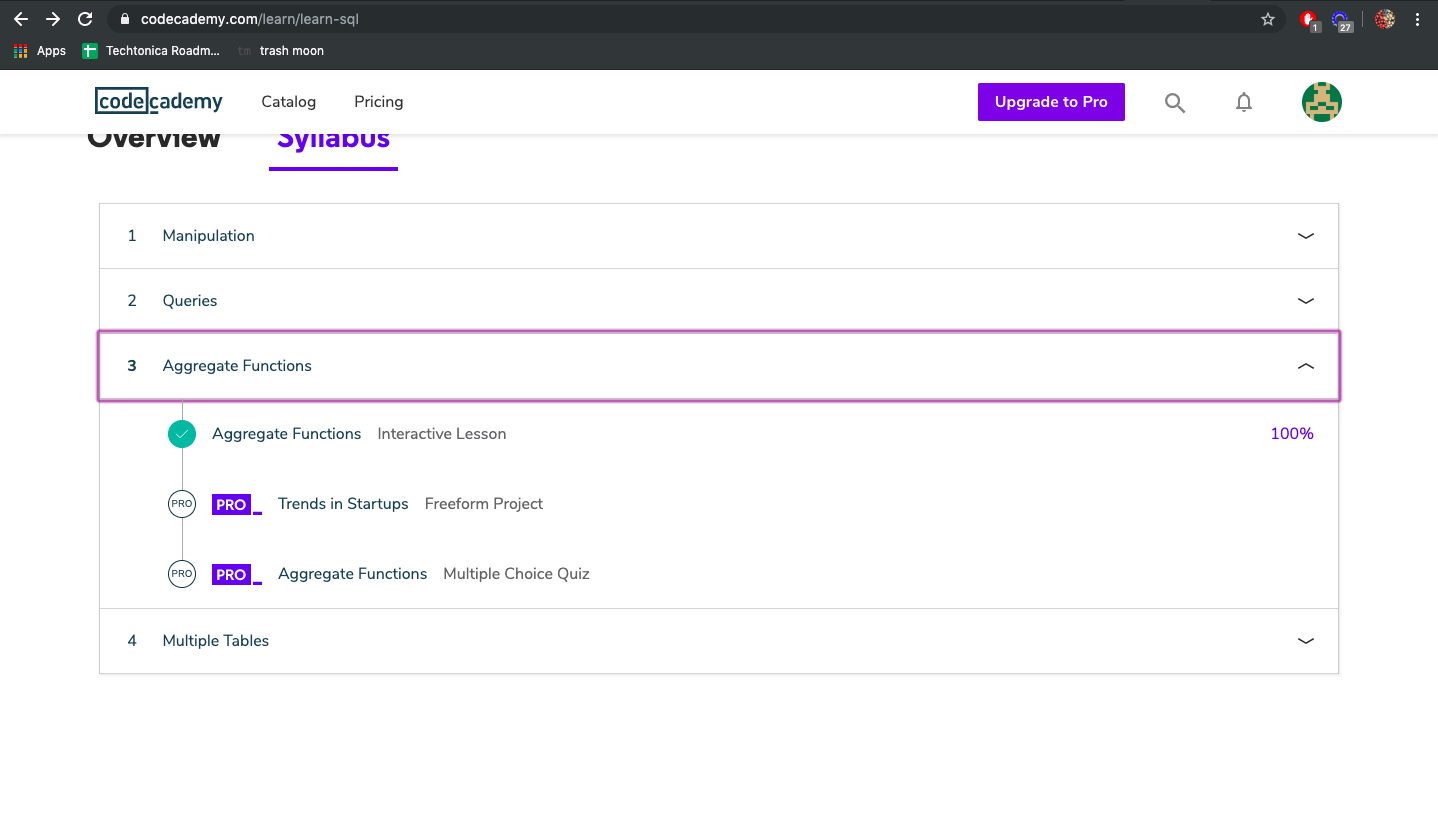 codecademy.com/learn/learn-sql
1
27
Apps
Techtonica Roadm...
tm trash moon
codecademy Catalog Pricing Upgrade to Pro
Overview Syllabus
1 Manipulation
2 Queries
3 Aggregate Functions
Aggregate Functions Interactive Lesson 100%
PRO PRO_ Trends in Startups Freeform Project
PRO PRO_ Aggregate Functions Multiple Choice Quiz
4 Multiple Tables